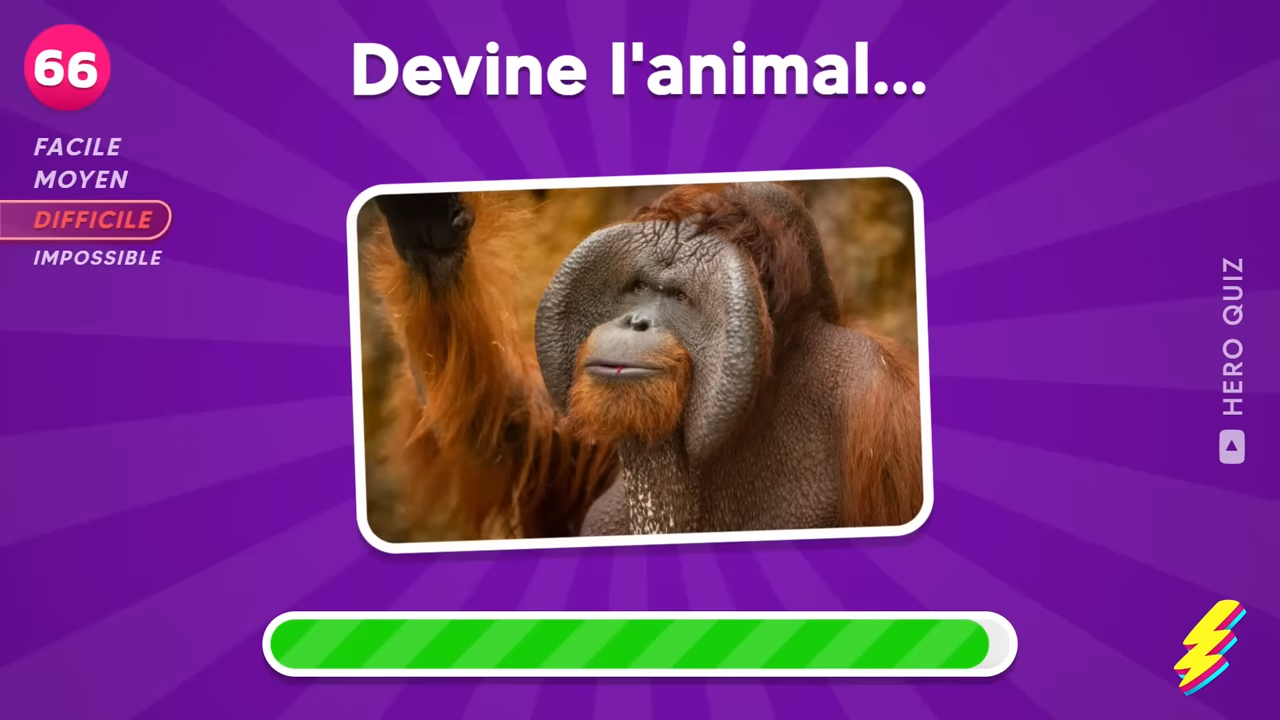 66
Devine l'animal...
FACILE
MOYEN
DIFFICILE
IMPOSSIBLE
HERO QUIZ